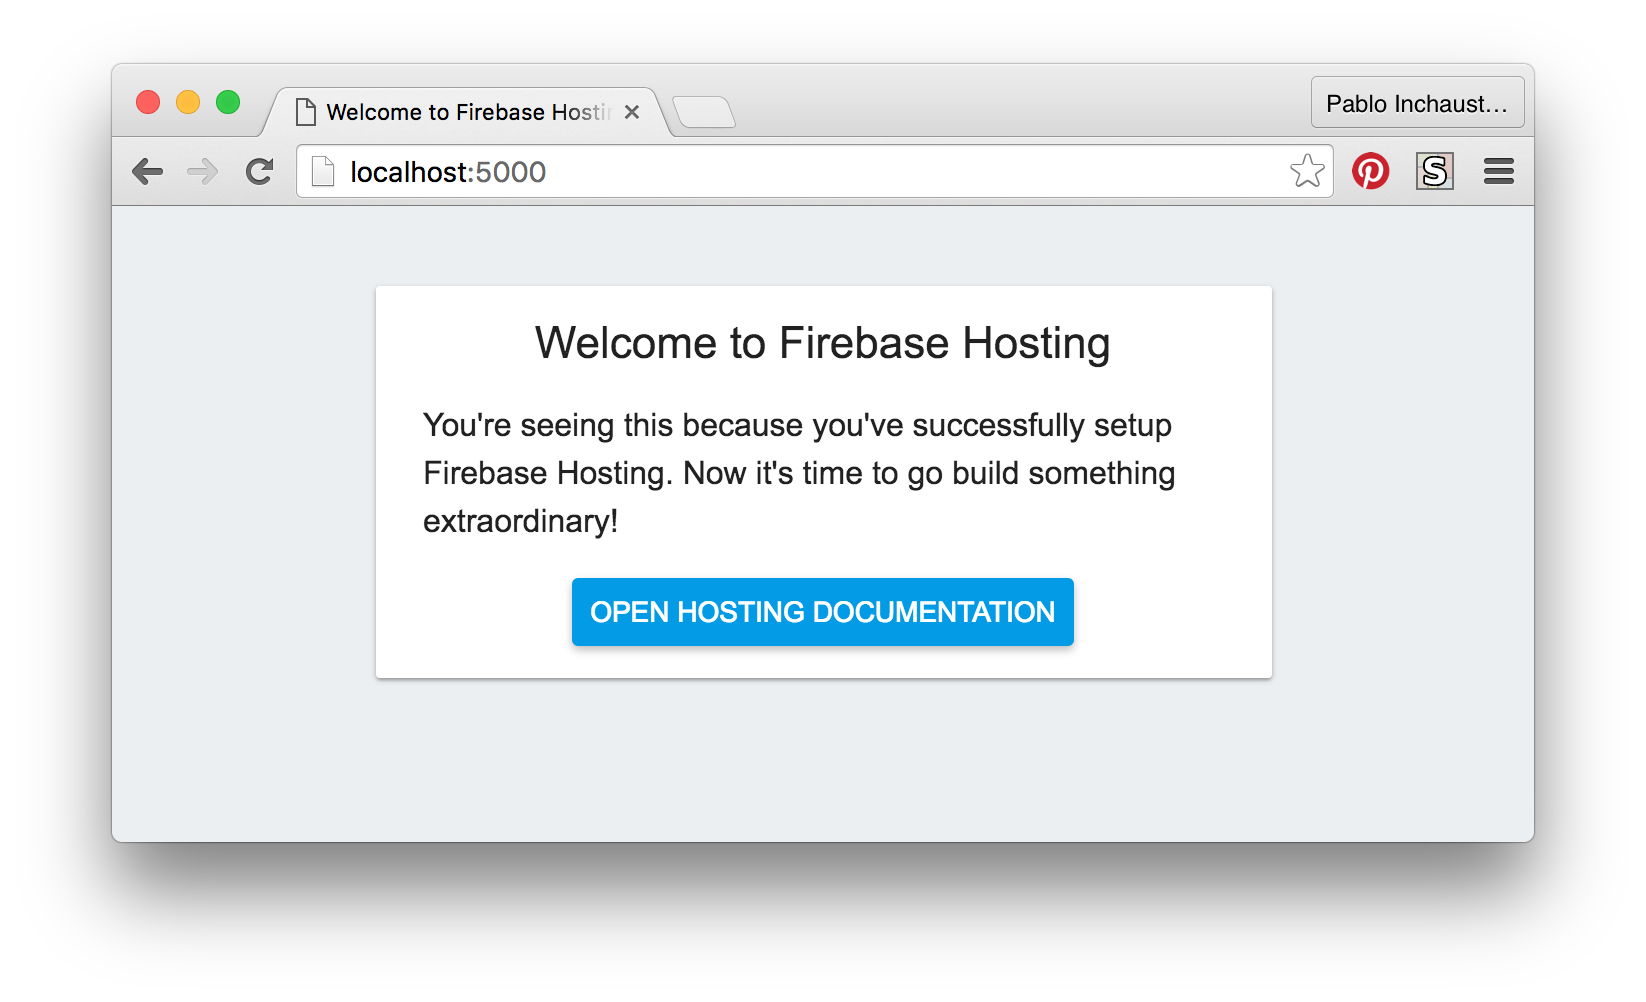 Welcome to Firebase Hosti
Pablo Inchaust...
localhost:5000
S
Welcome to Firebase Hosting
You're seeing this because you've successfully setup
Firebase Hosting. Now it's time to go build something
extraordinary!
OPEN HOSTING DOCUMENTATION